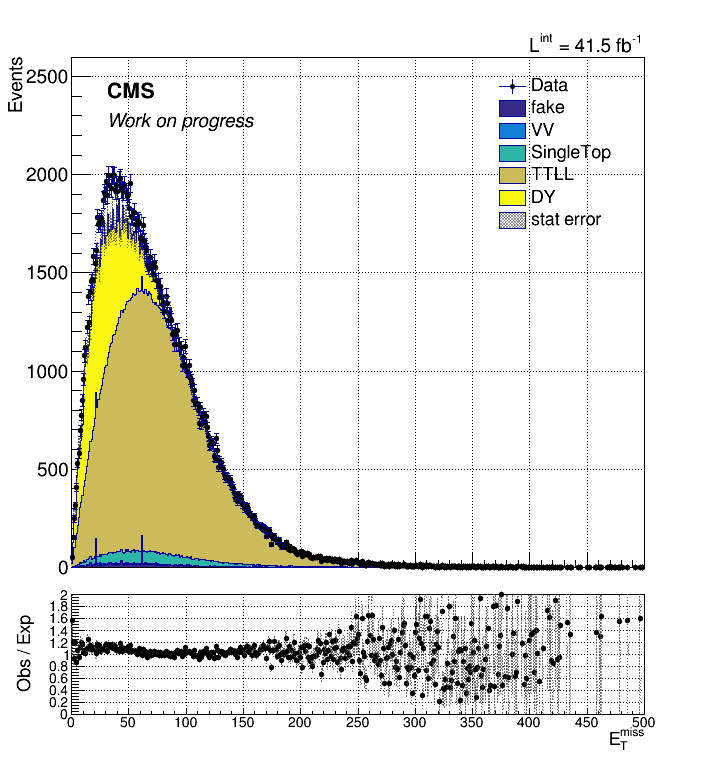 L^int = 41.5 fb^-1
Events
2500
2000
1500
1000
500
0
CMS
Work on progress
Data
fake
VV
SingleTop
TTLL
DY
stat error
Obs / Exp
2
1.8
1.6
1.4
1.2
1
0.8
0.6
0.4
0.2
0
0 50 100 150 200 250 300 350 400 450 500
E_T^miss